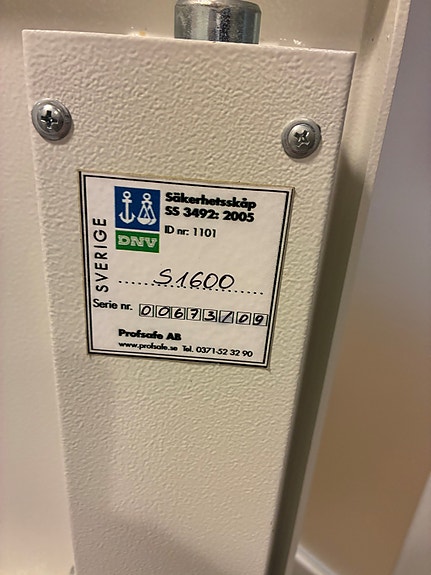 SVERIGE
DNV
Säkerhetsskåp
SS 3492: 2005
ID nr: 1101
S1600
Serie nr. 00673/09
Profsafe AB
www.profsafe.se Tel. 0371-52 32 90